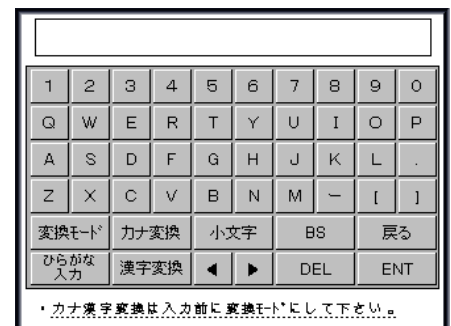 1 2 3 4 5 6 7 8 9 0
Q W E R T Y U I O P
A S D F G H J K L .
Z X C V B N M ー [ ]
変換ﾓｰﾄﾞ カナ変換 小文字 BS 戻る
ひらがな
入力 漢字変換 ◀ ▶ DEL ENT
・カナ漢字変換は入力前に変換ﾓｰﾄﾞにして下さい。